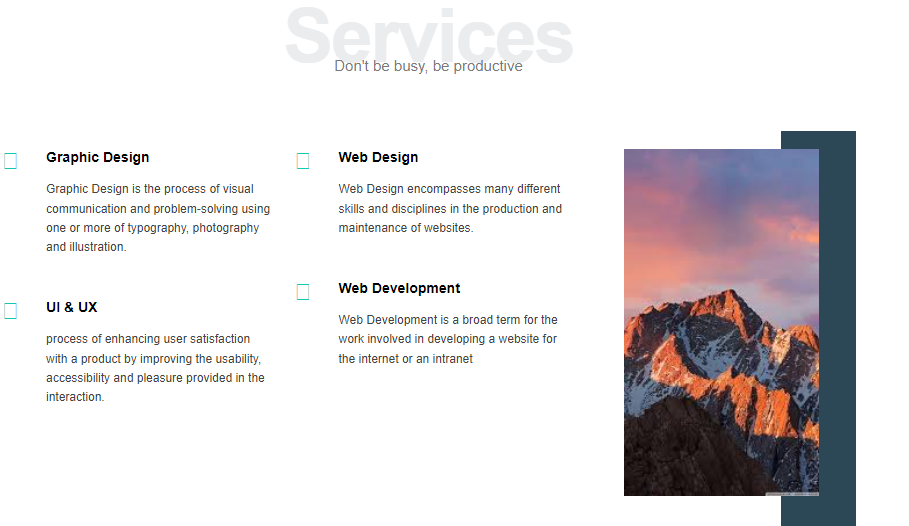 Services
Don't be busy, be productive
Graphic Design
Graphic Design is the process of visual
communication and problem-solving using
one or more of typography, photography
and illustration.
UI & UX
process of enhancing user satisfaction
with a product by improving the usability,
accessibility and pleasure provided in the
interaction.
Web Design
Web Design encompasses many different
skills and disciplines in the production and
maintenance of websites.
Web Development
Web Development is a broad term for the
work involved in developing a website for
the internet or an intranet